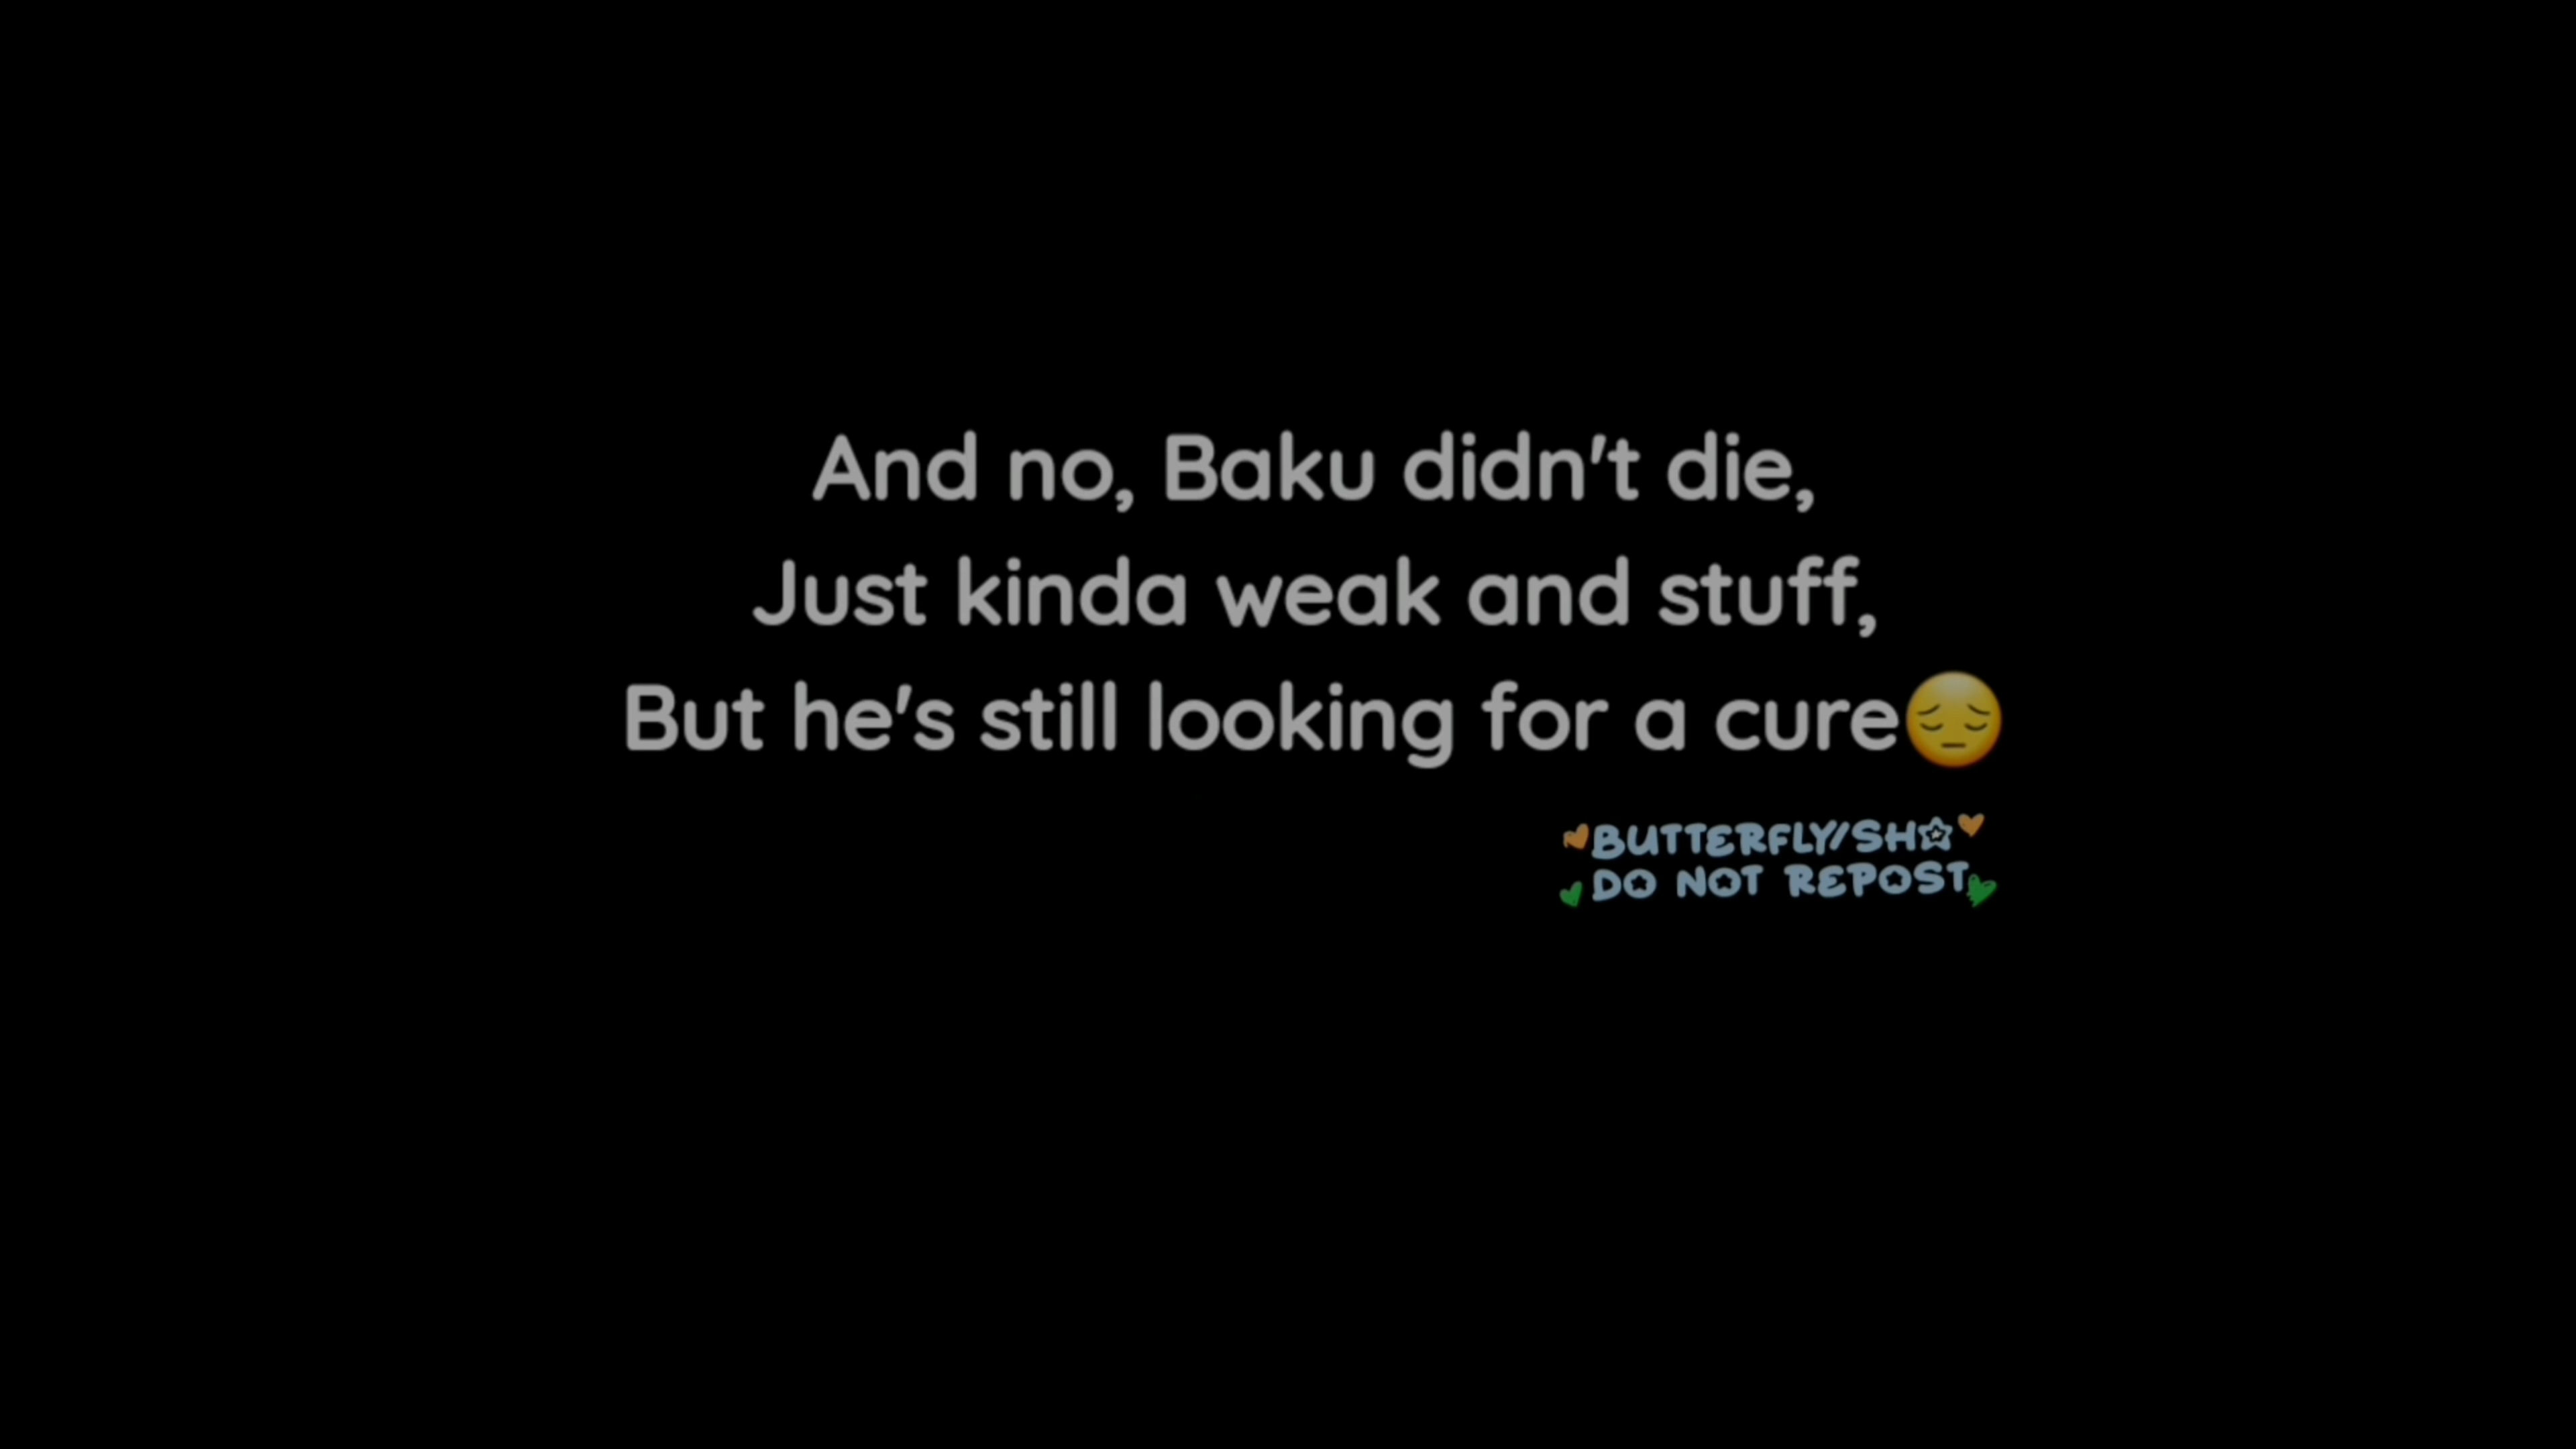 And no, Baku didn't die,
Just kinda weak and stuff,
But he's still looking for a cure😔
BUTTERFLY/SH☆
DO NOT REPOST